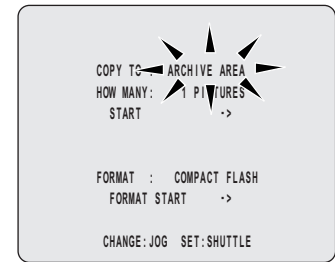 COPY TO : ARCHIVE AREA
HOW MANY: 1 PICTURES
START ->
FORMAT : COMPACT FLASH
FORMAT START ->
CHANGE:JOG SET:SHUTTLE